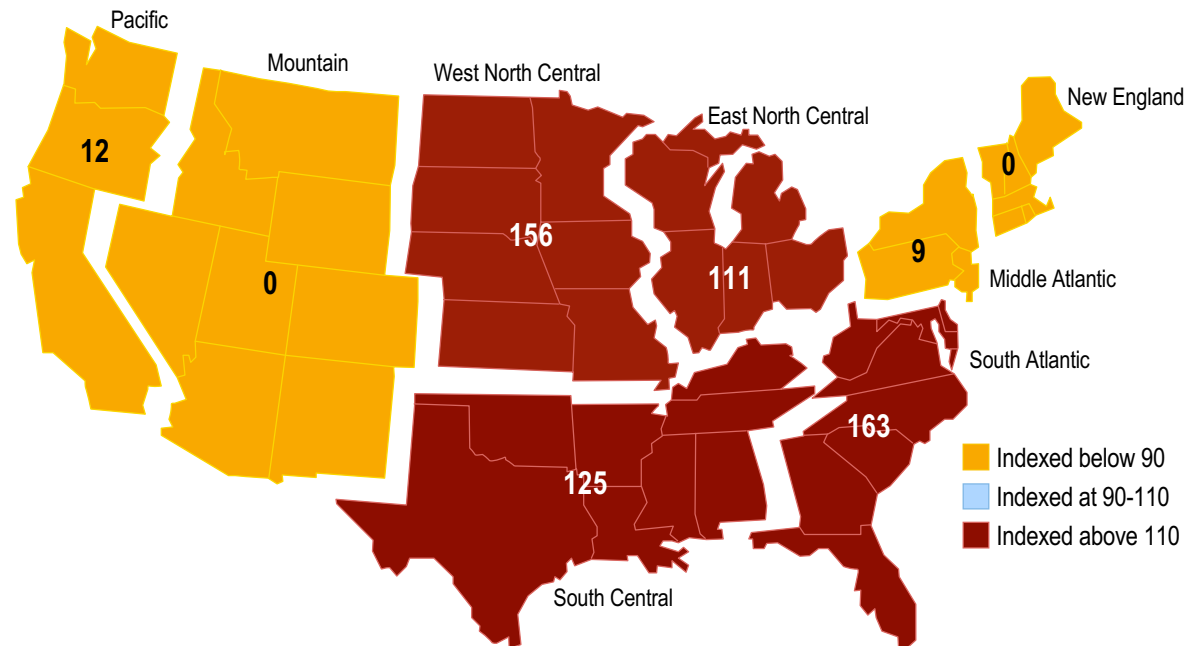 Pacific
Mountain
West North Central
East North Central
New England
12
0
156
111
0
9
Middle Atlantic
South Atlantic
163
125
South Central
Indexed below 90
Indexed at 90-110
Indexed above 110